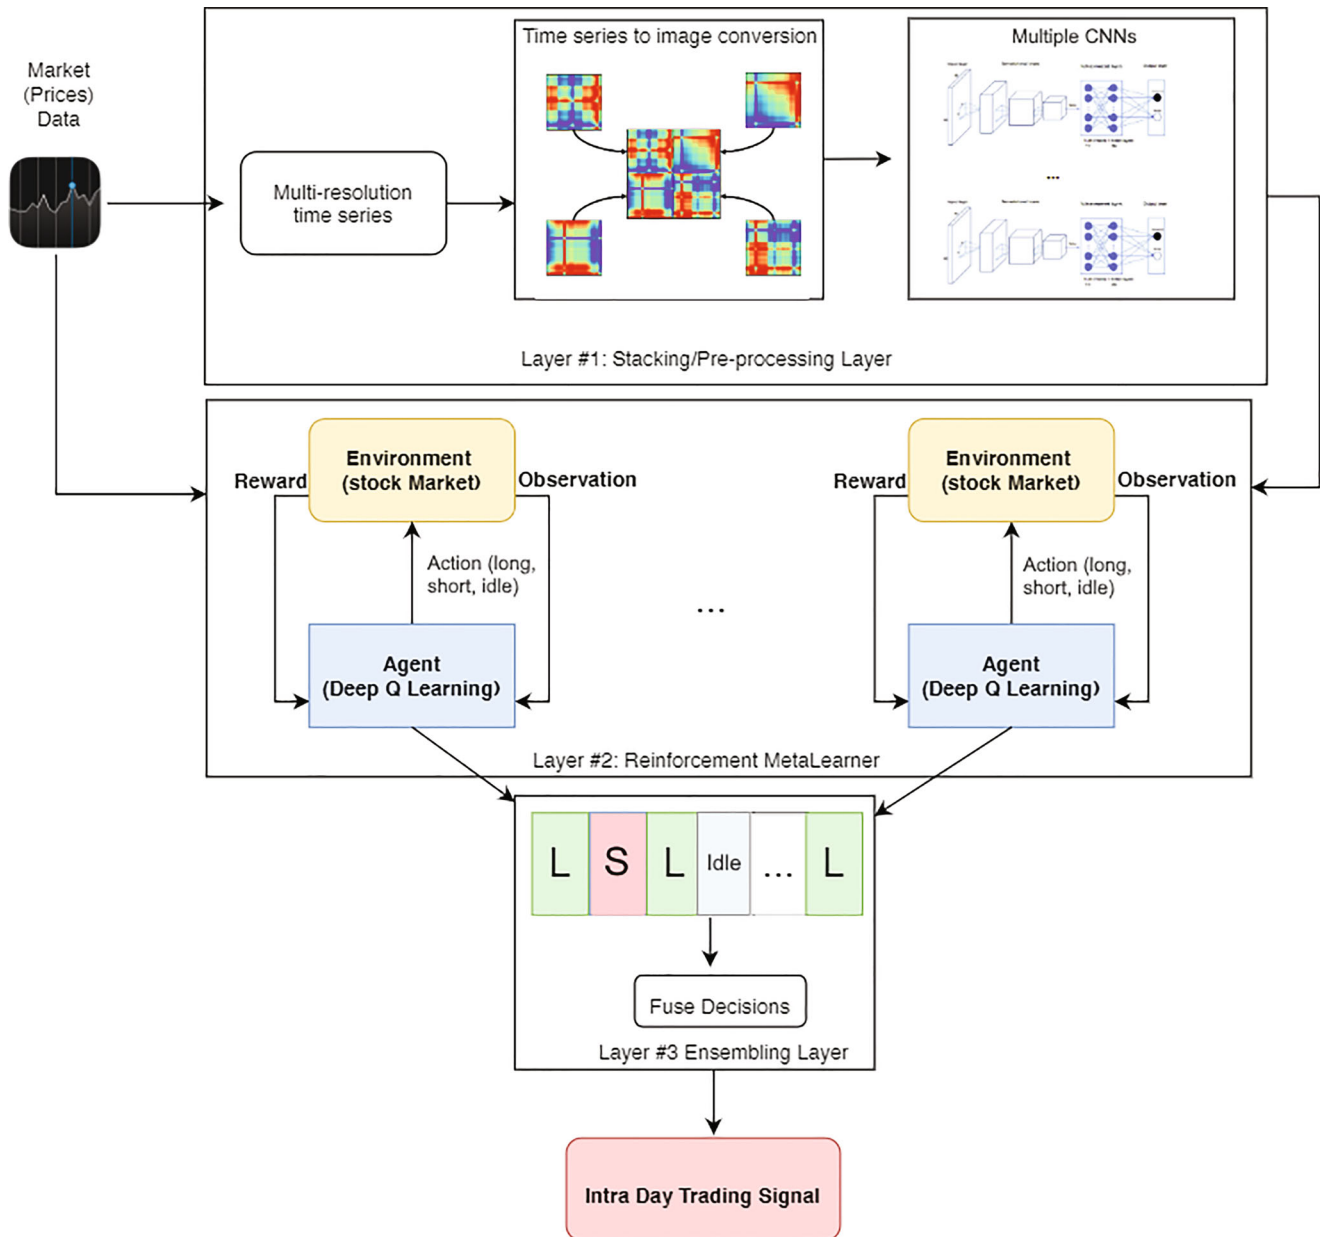 Market
(Prices)
Data
Time series to image conversion
Multiple CNNs
Multi-resolution
time series
...
Layer #1: Stacking/Pre-processing Layer
Environment
(stock Market)
Reward
Observation
Action (long,
short, idle)
Agent
(Deep Q Learning)
...
Environment
(stock Market)
Reward
Observation
Action (long,
short, idle)
Agent
(Deep Q Learning)
Layer #2: Reinforcement MetaLearner
L S L Idle ... L
Fuse Decisions
Layer #3 Ensembling Layer
Intra Day Trading Signal